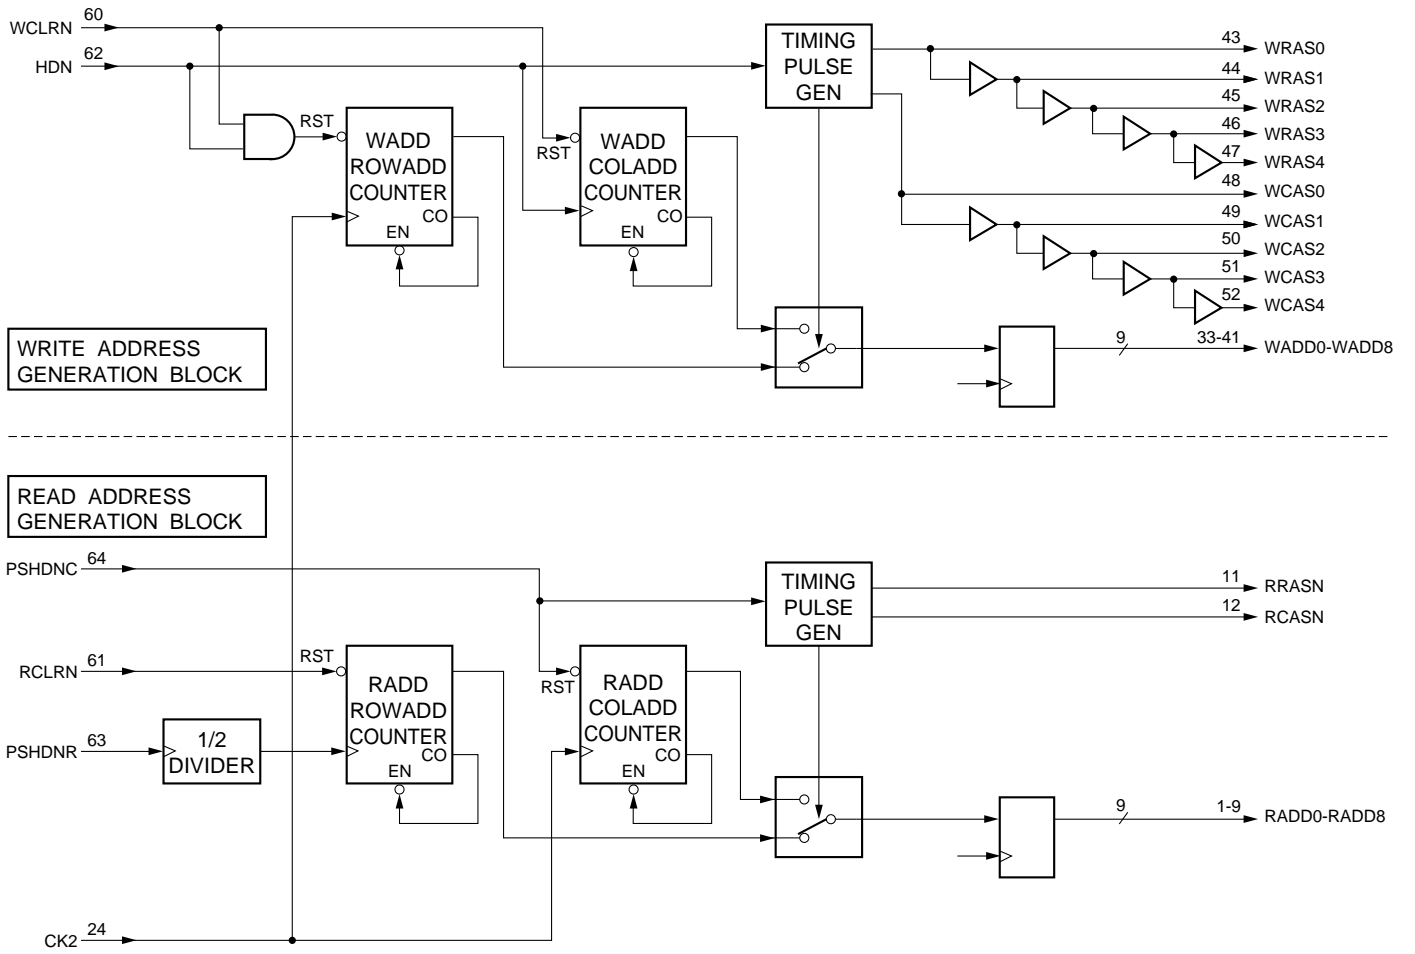 WCLRN 60
HDN 62
RST
WADD
ROWADD
COUNTER
CO
EN
RST
WADD
COLADD
COUNTER
CO
EN
TIMING
PULSE
GEN
43 WRAS0
44 WRAS1
45 WRAS2
46 WRAS3
47 WRAS4
48 WCAS0
49 WCAS1
50 WCAS2
51 WCAS3
52 WCAS4
9 33-41 WADD0-WADD8
WRITE ADDRESS
GENERATION BLOCK
READ ADDRESS
GENERATION BLOCK
PSHDNC 64
RCLRN 61
PSHDNR 63
1/2
DIVIDER
RST
RADD
ROWADD
COUNTER
CO
EN
RST
RADD
COLADD
COUNTER
CO
EN
TIMING
PULSE
GEN
11 RRASN
12 RCASN
9 1-9 RADD0-RADD8
CK2 24